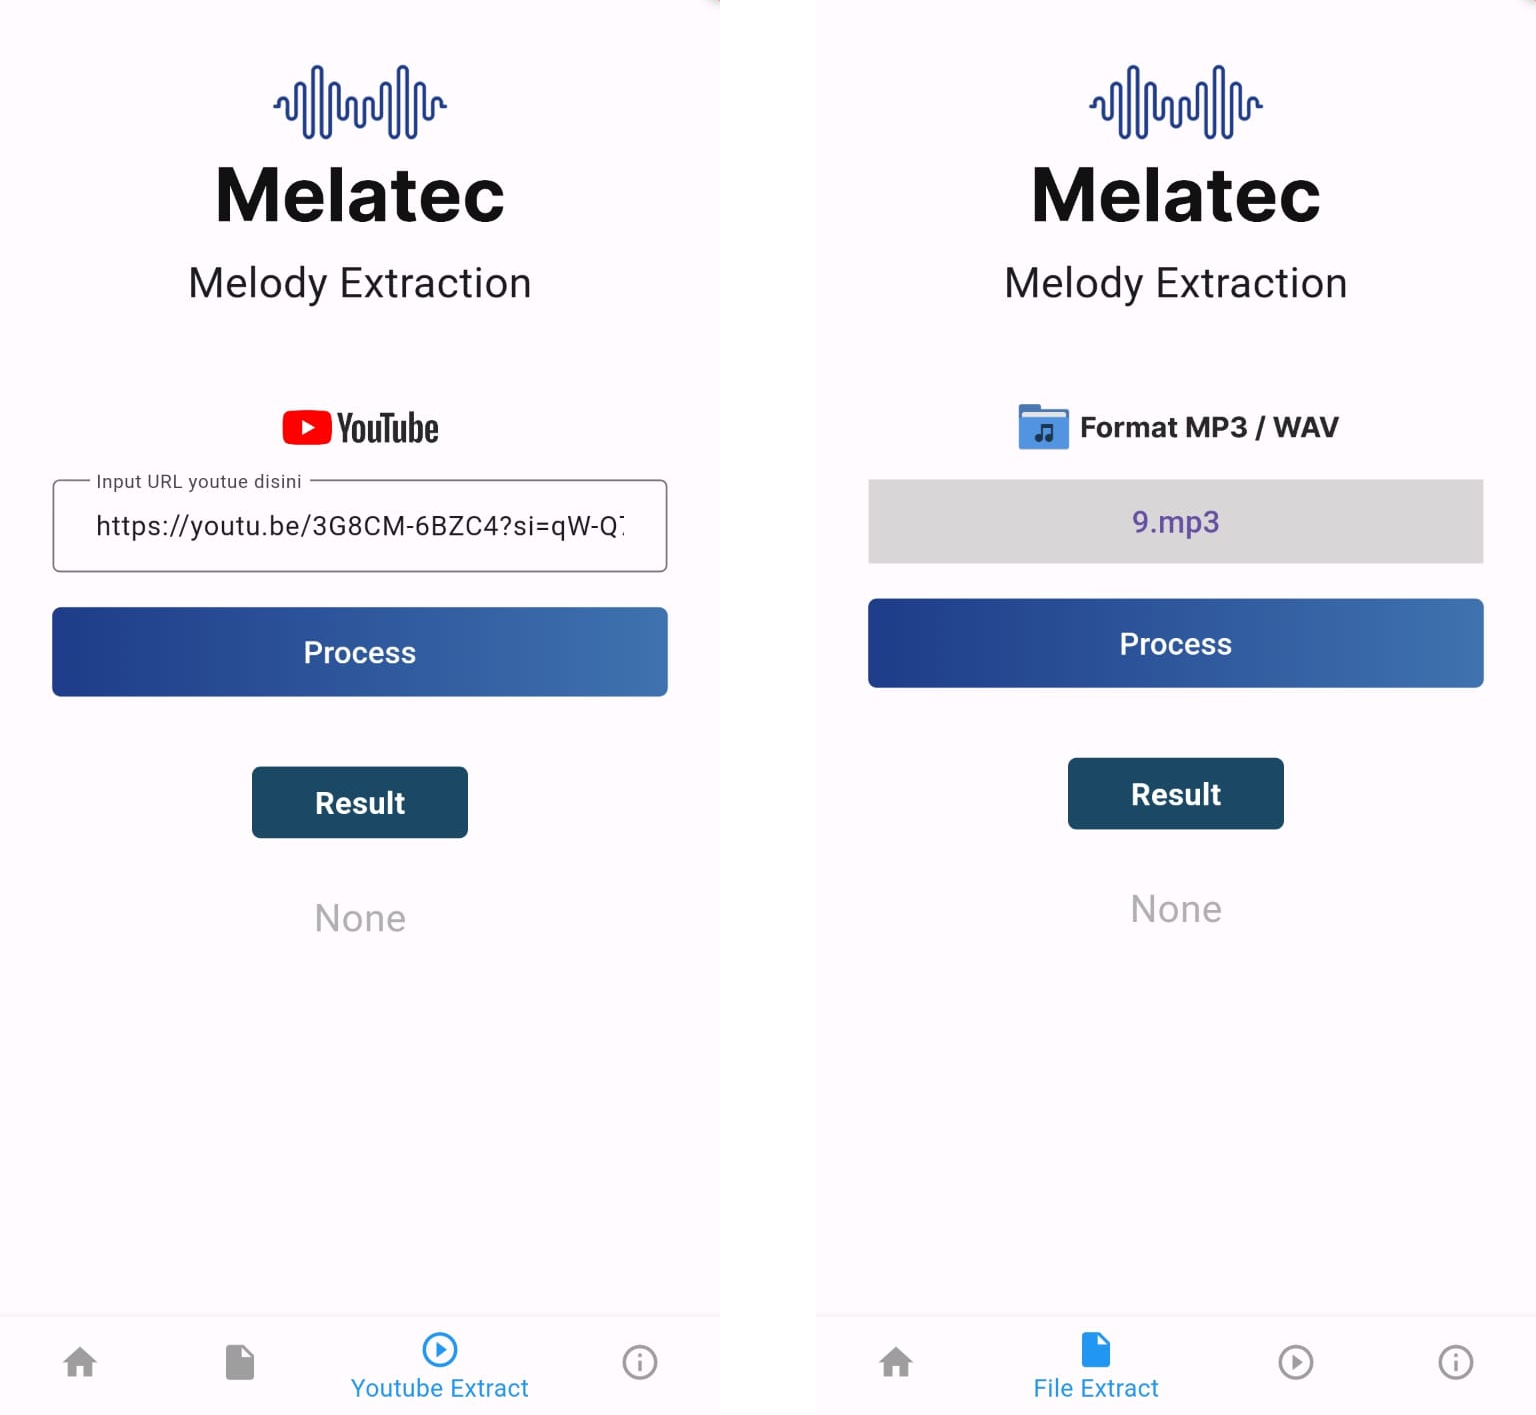 Melatec
Melody Extraction
YouTube
Input URL youtue disini
https://youtu.be/3G8CM-6BZC4?si=qW-Q
Process
Result
None
Youtube Extract
Melatec
Melody Extraction
Format MP3 / WAV
9.mp3
Process
Result
None
File Extract